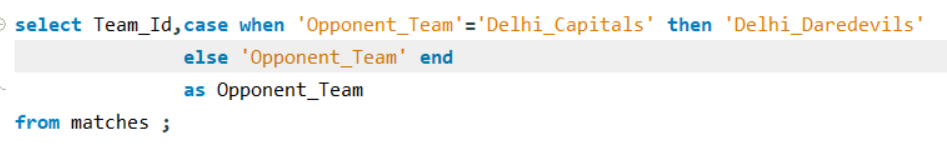 select Team_Id,case when 'Opponent_Team'='Delhi_Capitals' then 'Delhi_Daredevils'
else 'Opponent_Team' end
as Opponent_Team
from matches ;